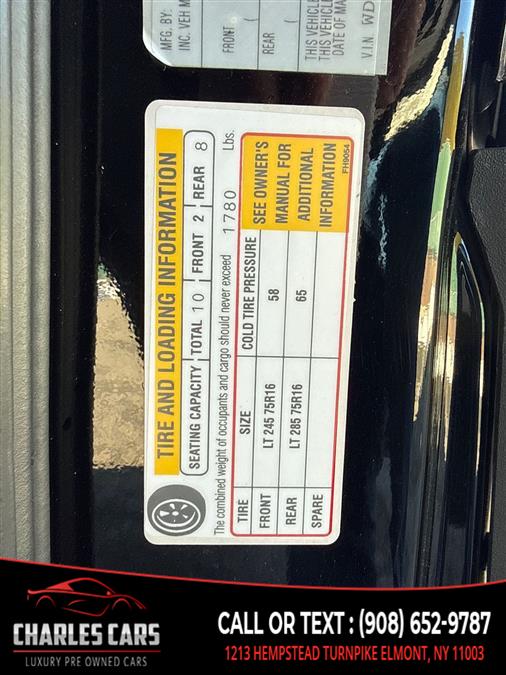 MFG. BY:
INC. VEH M
FRONT (
REAR (
THIS VEHICLE
DATE OF MA
V.I.N WD
TIRE AND LOADING INFORMATION
SEATING CAPACITY TOTAL 10 FRONT 2 REAR 8
The combined weight of occupants and cargo should never exceed 1780 Lbs.
TIRE SIZE COLD TIRE PRESSURE
FRONT LT 245 75R16 58
REAR LT 285 75R16 65
SPARE
SEE OWNER'S
MANUAL FOR
ADDITIONAL
INFORMATION
FH9054
CHARLES CARS
LUXURY PRE OWNED CARS
CALL OR TEXT : (908) 652-9787
1213 HEMPSTEAD TURNPIKE ELMONT, NY 11003